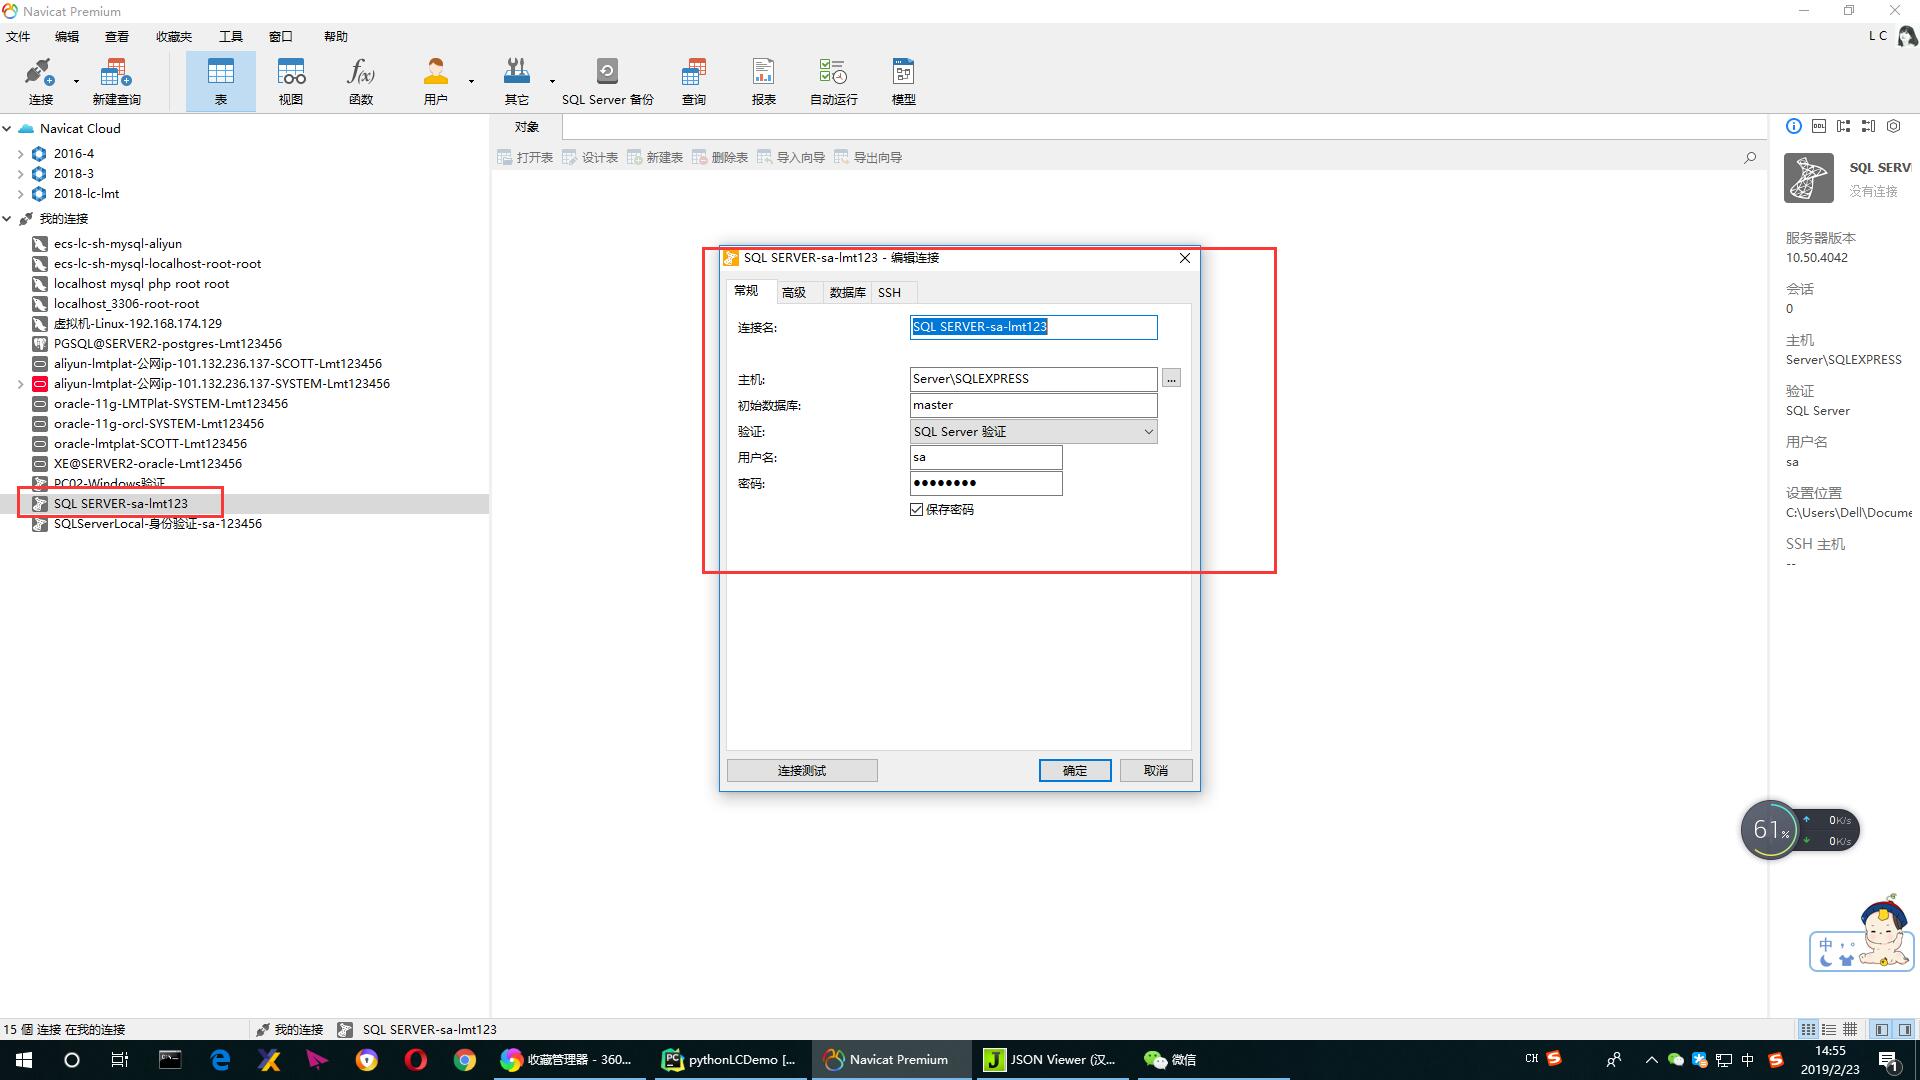 Navicat Premium
文件 编辑 查看 收藏夹 工具 窗口 帮助
L C
连接 新建查询 表 视图 函数 用户 其它 SQL Server 备份 查询 报表 自动运行 模型
Navicat Cloud
2016-4
2018-3
2018-lc-lmt
我的连接
ecs-lc-sh-mysql-aliyun
ecs-lc-sh-mysql-localhost-root-root
localhost mysql php root root
localhost_3306-root-root
虚拟机-Linux-192.168.174.129
PGSQL@SERVER2-postgres-Lmt123456
aliyun-lmtplat-公网ip-101.132.236.137-SCOTT-Lmt123456
aliyun-lmtplat-公网ip-101.132.236.137-SYSTEM-Lmt123456
oracle-11g-LMTPlat-SYSTEM-Lmt123456
oracle-11g-orcl-SYSTEM-Lmt123456
oracle-lmtplat-SCOTT-Lmt123456
XE@SERVER2-oracle-Lmt123456
PC02-Windows验证
SQL SERVER-sa-lmt123
SQLServerLocal-身份验证-sa-123456
对象
打开表 设计表 新建表 删除表 导入向导 导出向导
SQL SERVER-sa-lmt123 - 编辑连接
常规 高级 数据库 SSH
连接名: SQL SERVER-sa-lmt123
主机: Server\SQLEXPRESS ...
初始数据库: master
验证: SQL Server 验证
用户名: sa
密码: ●●●●●●●●
保存密码
连接测试 确定 取消
DDL
SQL SERV
没有连接
服务器版本
10.50.4042
会话
0
主机
Server\SQLEXPRESS
验证
SQL Server
用户名
sa
设置位置
C:\Users\Dell\Docume
SSH 主机
--
61%
0K/s
0K/s
中 ，。
15 個 连接 在我的连接 我的连接 SQL SERVER-sa-lmt123
收藏管理器 - 360... pythonLCDemo [... Navicat Premium JSON Viewer (汉... 微信
CH 中
14:55
2019/2/23
1